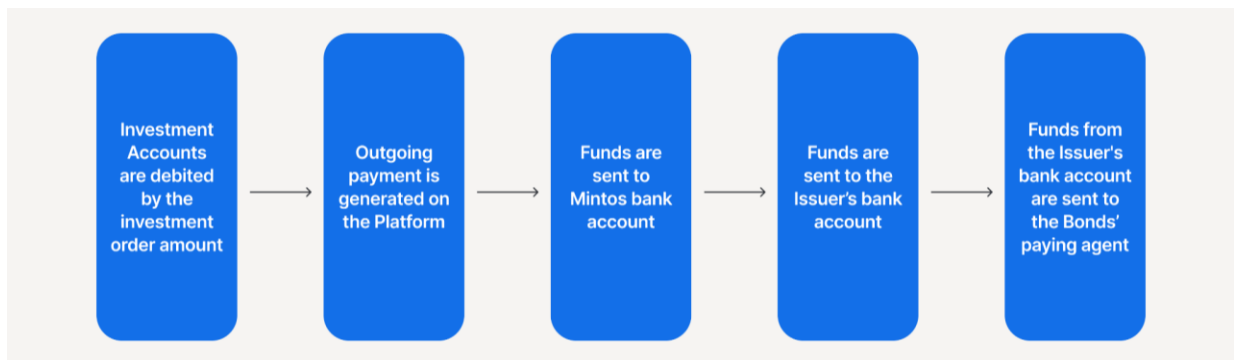 Investment
Accounts
are debited
by the
investment
order amount
Outgoing
payment is
generated on
the Platform
Funds are
sent to
Mintos bank
account
Funds are
sent to the
Issuer’s bank
account
Funds from
the Issuer's
bank account
are sent to
the Bonds’
paying agent